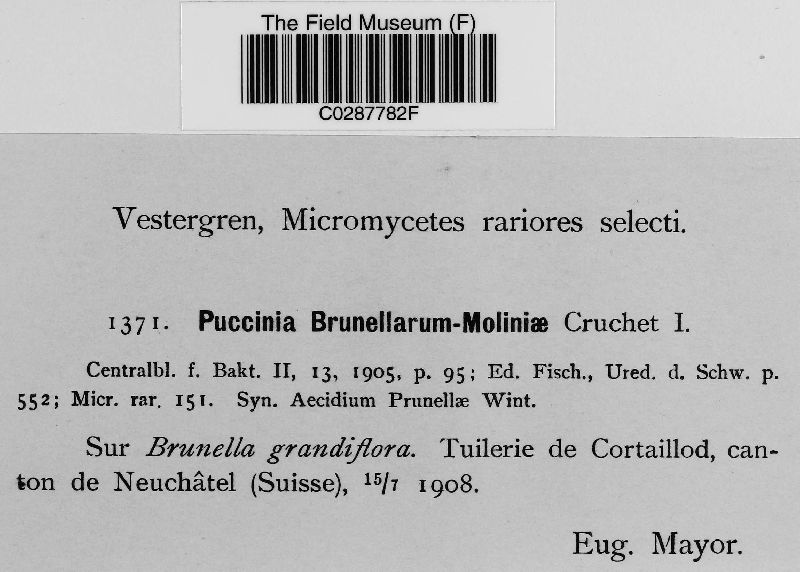 The Field Museum (F)
C0287782F
Vestergren, Micromycetes rariores selecti.
1371. Puccinia Brunellarum-Moliniæ Cruchet I.
Centralbl. f. Bakt. II, 13, 1905, p. 95; Ed. Fisch., Ured. d. Schw. p.
552; Micr. rar. 151. Syn. Aecidium Prunellæ Wint.
Sur Brunella grandiflora. Tuilerie de Cortaillod, can-
ton de Neuchâtel (Suisse), 15/7 1908.
Eug. Mayor.